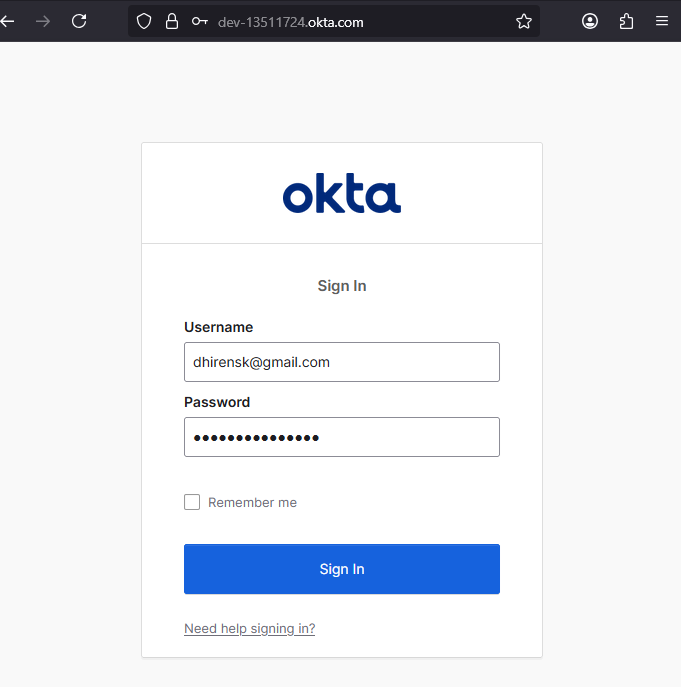 dev-13511724.okta.com
okta
Sign In
Username
dhirensk@gmail.com
Password
•••••••••••••••
Remember me
Sign In
Need help signing in?